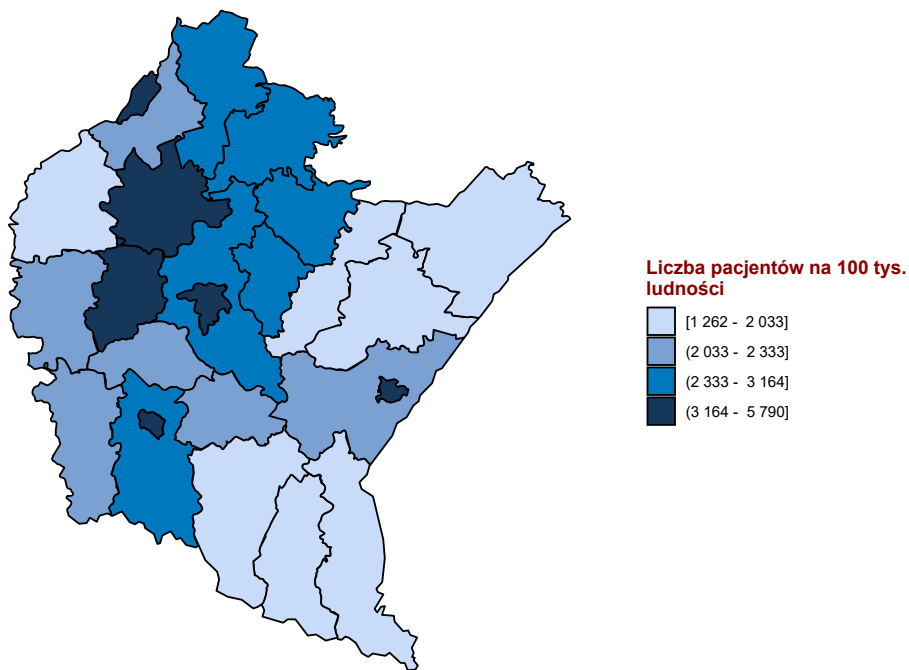 Liczba pacjentów na 100 tys.
ludności
[1 262 - 2 033]
(2 033 - 2 333]
(2 333 - 3 164]
(3 164 - 5 790]